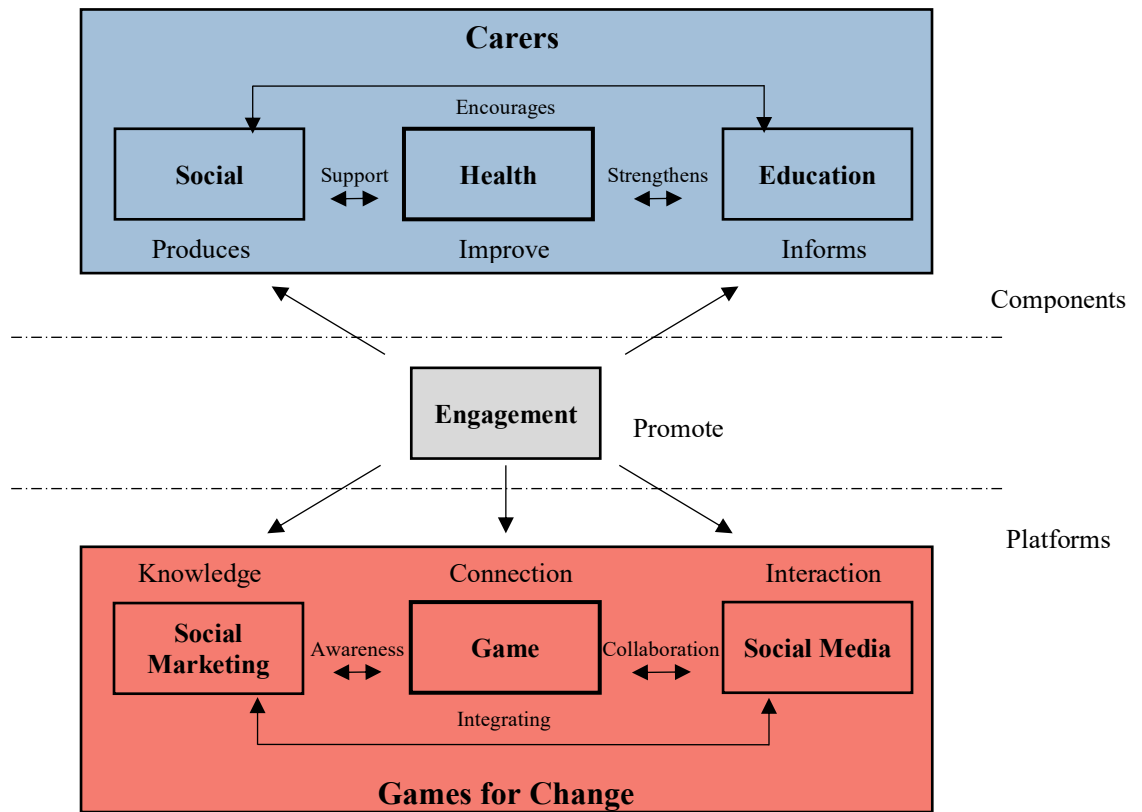 Carers
Encourages
Social
Support
Health
Strengthens
Education
Produces
Improve
Informs
Components
Engagement
Promote
Platforms
Knowledge
Connection
Interaction
Social
Marketing
Awareness
Game
Collaboration
Social Media
Integrating
Games for Change